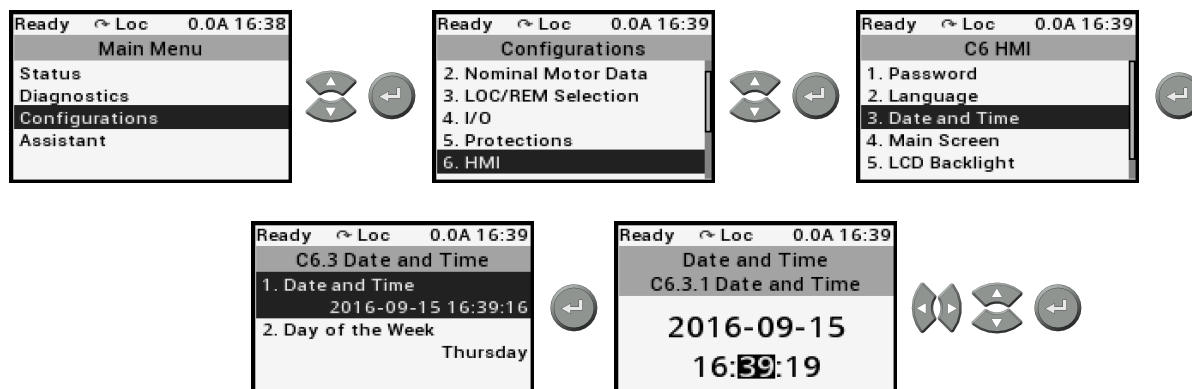 Ready Loc 0.0A 16:38
Main Menu
Status
Diagnostics
Configurations
Assistant
Ready Loc 0.0A 16:39
Configurations
2. Nominal Motor Data
3. LOC/REM Selection
4. I/O
5. Protections
6. HMI
Ready Loc 0.0A 16:39
C6 HMI
1. Password
2. Language
3. Date and Time
4. Main Screen
5. LCD Backlight
Ready Loc 0.0A 16:39
C6.3 Date and Time
1. Date and Time
2016-09-15 16:39:16
2. Day of the Week
Thursday
Ready Loc 0.0A 16:39
Date and Time
C6.3.1 Date and Time
2016-09-15
16:39:19